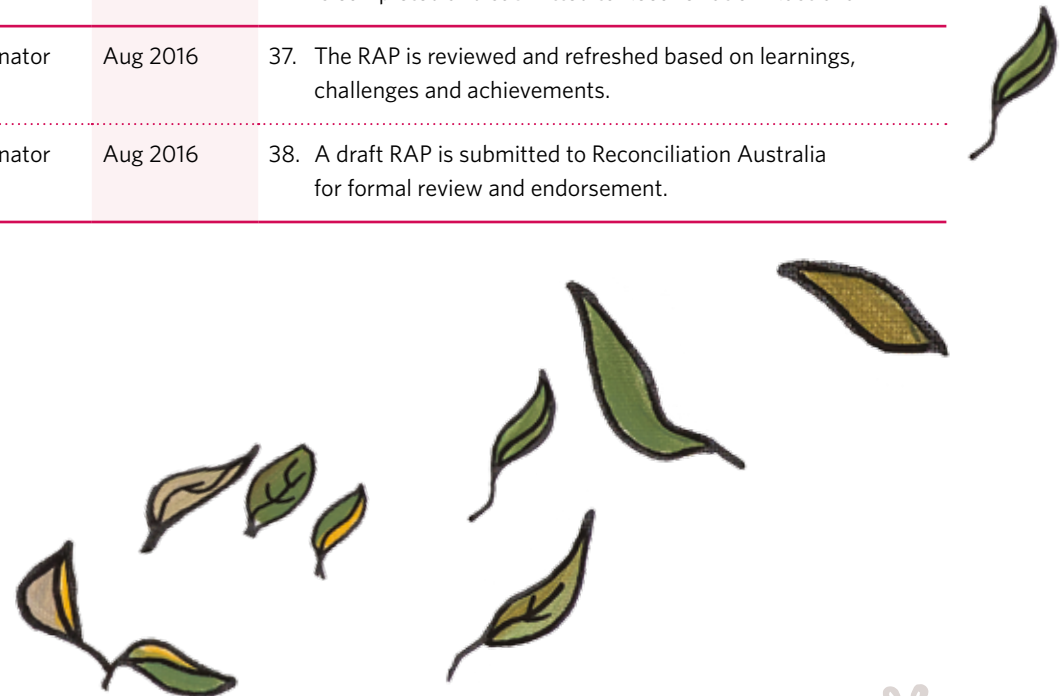 nator Aug 2016 37. The RAP is reviewed and refreshed based on learnings,
challenges and achievements.
nator Aug 2016 38. A draft RAP is submitted to Reconciliation Australia
for formal review and endorsement.